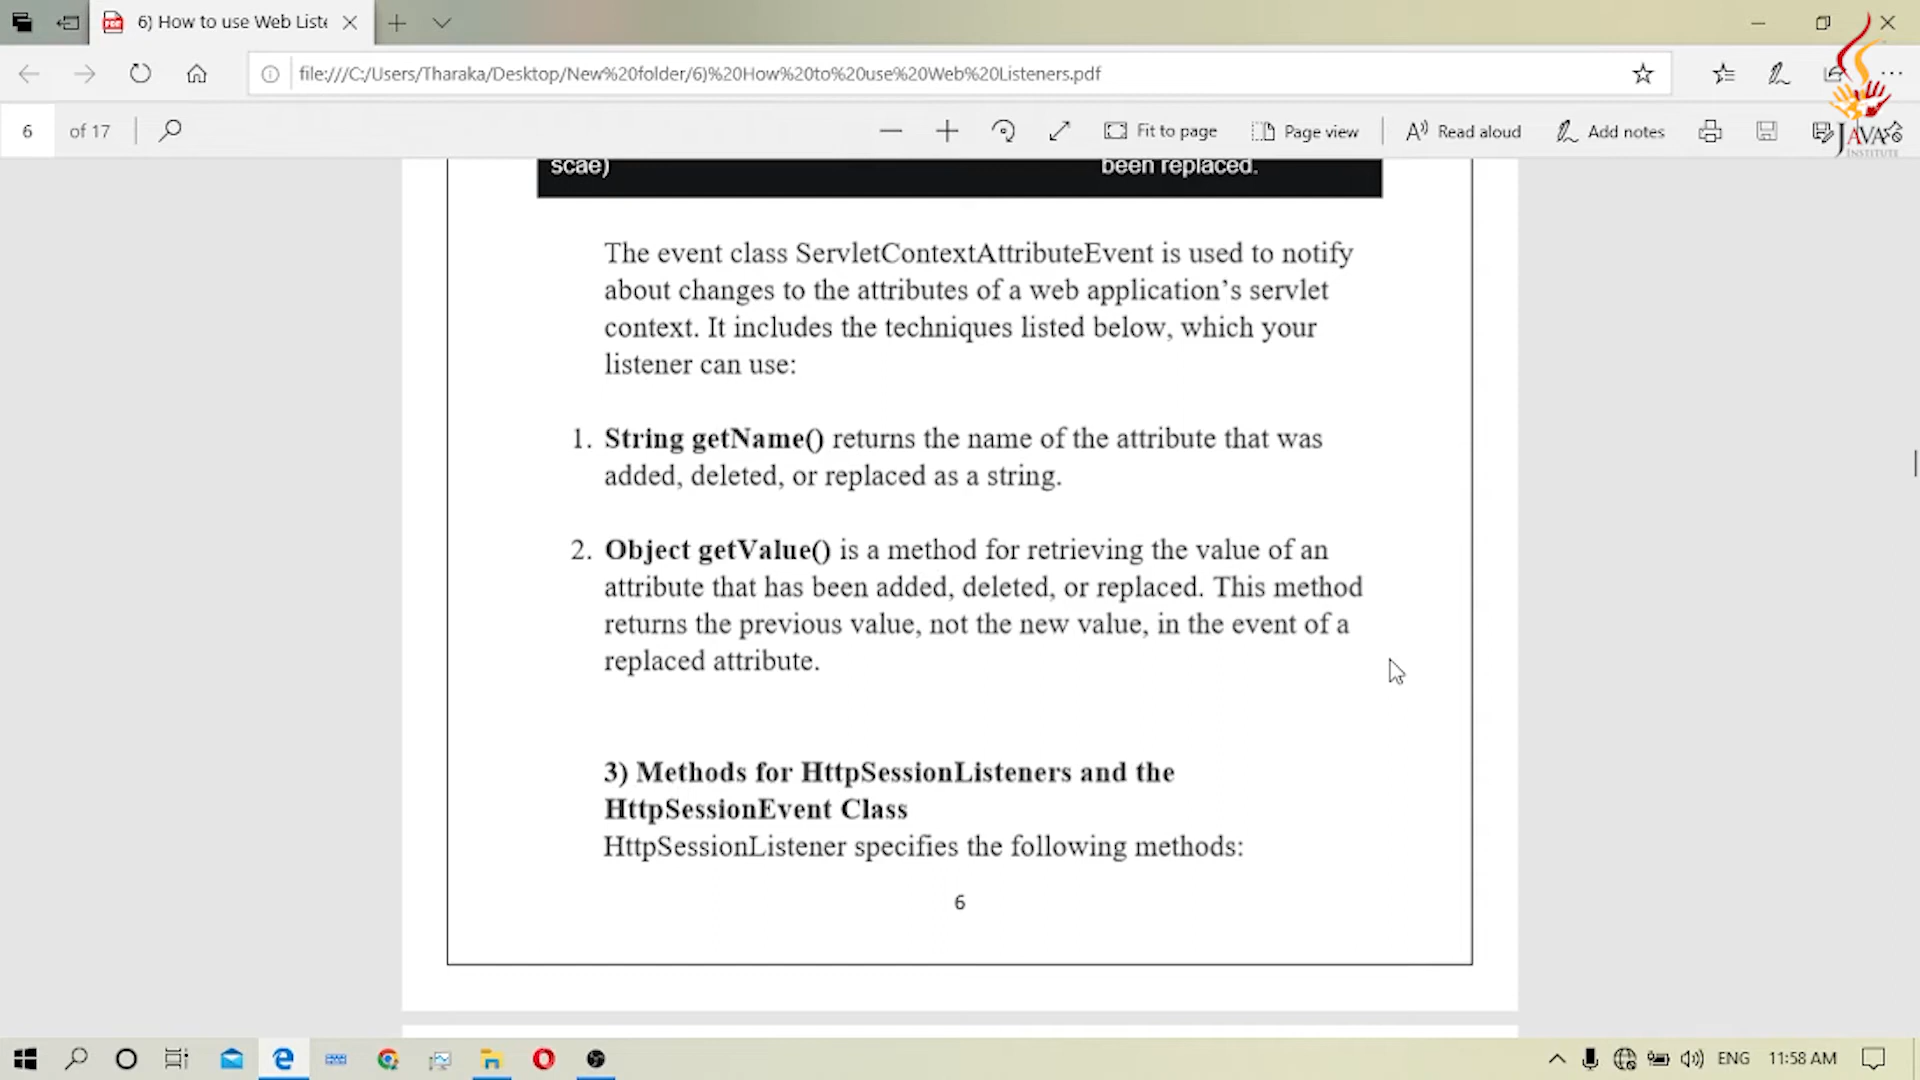 6) How to use Web Liste
file:///C:/Users/Tharaka/Desktop/New%20folder/6)%20How%20to%20use%20Web%20Listeners.pdf
6 of 17 Fit to page Page view Read aloud Add notes
JAVA
INSTITUTE
scae) been replaced.
The event class ServletContextAttributeEvent is used to notify
about changes to the attributes of a web application’s servlet
context. It includes the techniques listed below, which your
listener can use:
1. String getName() returns the name of the attribute that was
added, deleted, or replaced as a string.
2. Object getValue() is a method for retrieving the value of an
attribute that has been added, deleted, or replaced. This method
returns the previous value, not the new value, in the event of a
replaced attribute.
3) Methods for HttpSessionListeners and the
HttpSessionEvent Class
HttpSessionListener specifies the following methods:
6
ENG 11:58 AM